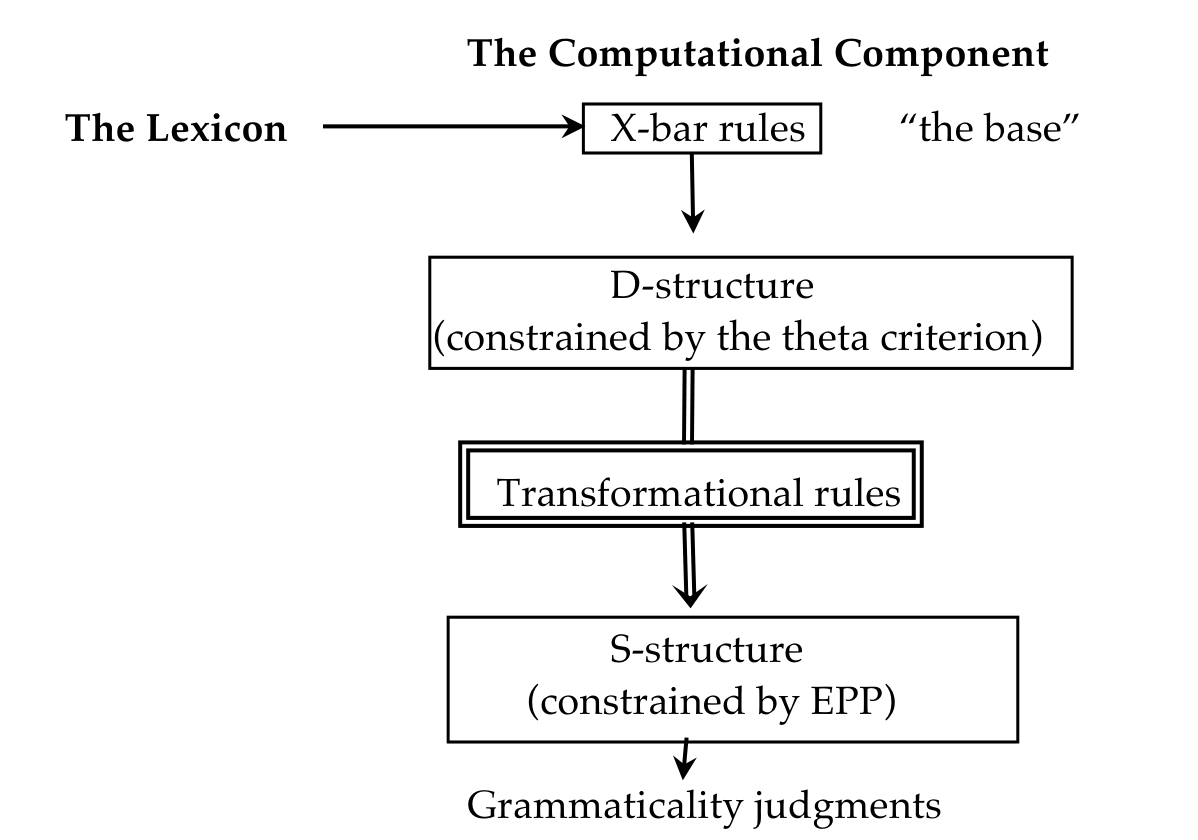 The Computational Component
The Lexicon
X-bar rules
“the base”
D-structure
(constrained by the theta criterion)
Transformational rules
S-structure
(constrained by EPP)
Grammaticality judgments